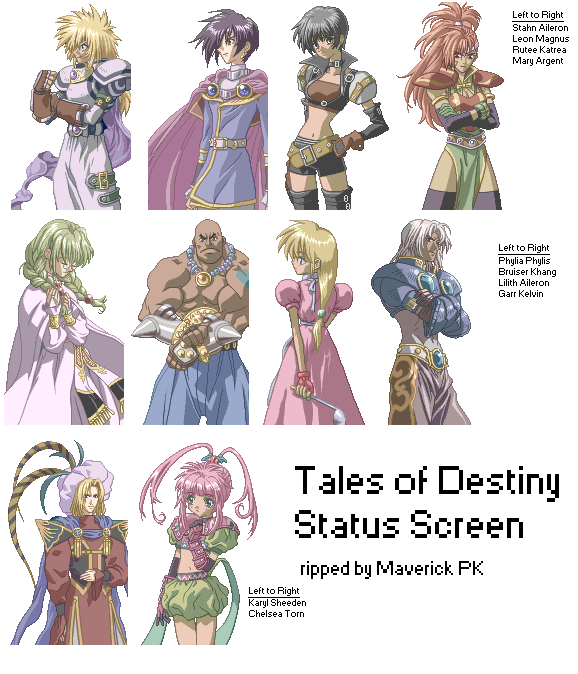 Left to Right
Stahn Aileron
Leon Magnus
Rutee Katrea
Mary Argent
Left to Right
Phylia Phylis
Bruiser Khang
Lilith Aileron
Garr Kelvin
Tales of Destiny
Status Screen
ripped by Maverick PK
Left to Right
Karyl Sheeden
Chelsea Torn